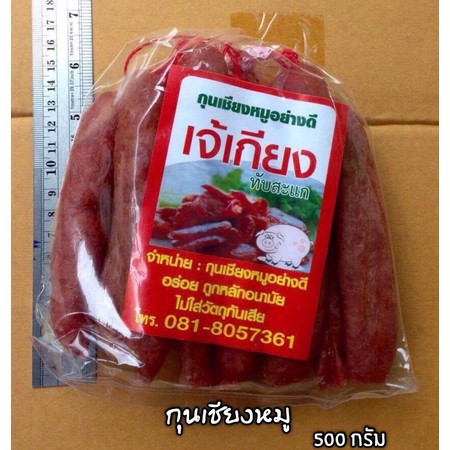 กุนเชียงหมูอย่างดี
เจ้เกียง
ทับสะแก
จำหน่าย : กุนเชียงหมูอย่างดี
อร่อย ถูกหลักอนามัย
ไม่ใส่วัตถุกันเสีย
โทร. 081-8057361
กุนเชียงหมู
500 กรัม